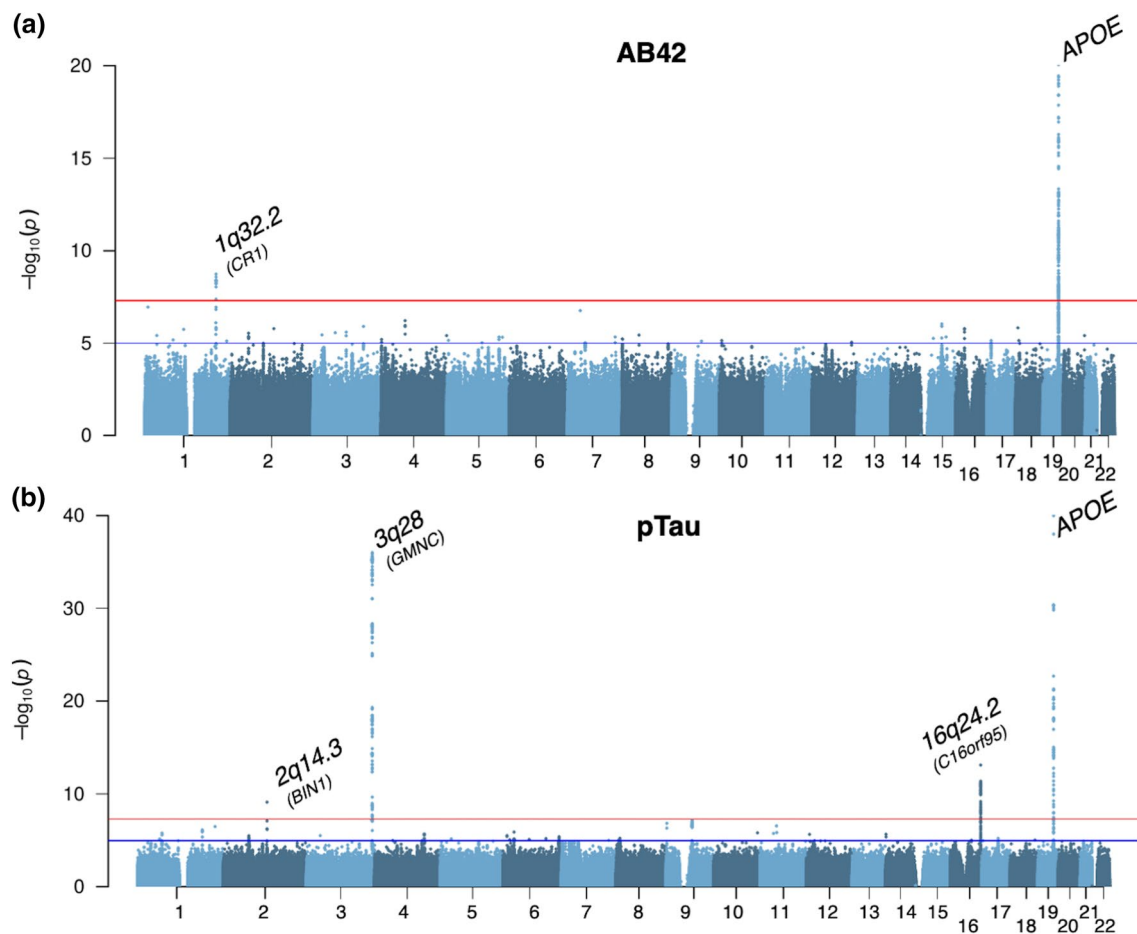 (a)
AB42
APOE
20
15
10
5
0
−log₁₀(p)
1q32.2
(CR1)
1 2 3 4 5 6 7 8 9 10 11 12 13 14 15 16 17 18 19 20 21 22
(b)
pTau
APOE
40
30
20
10
0
−log₁₀(p)
3q28
(GMNC)
2q14.3
(BIN1)
16q24.2
(C16orf95)
1 2 3 4 5 6 7 8 9 10 11 12 13 14 15 16 17 18 19 20 21 22